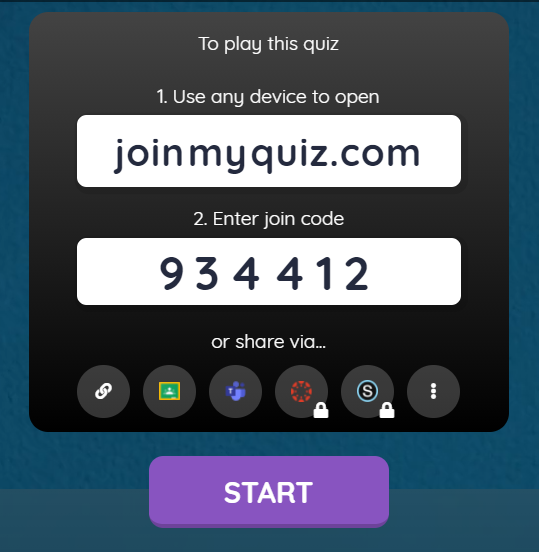 To play this quiz
1. Use any device to open
joinmyquiz.com
2. Enter join code
934 412
or share via...
S
START